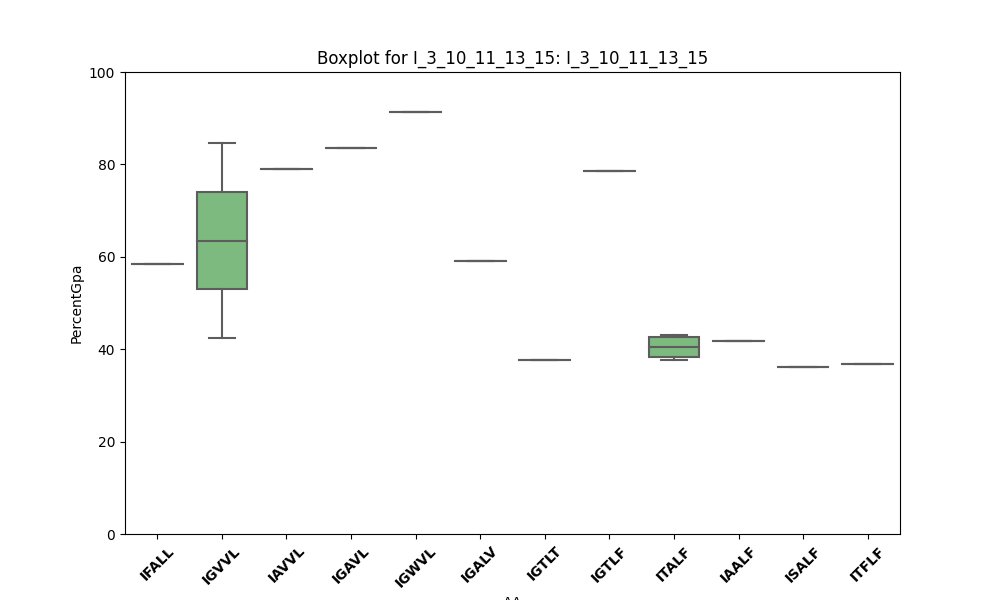 Boxplot for I_3_10_11_13_15: I_3_10_11_13_15
PercentGpa
100
80
60
40
20
0
IFALL
IGVVL
IAVVL
IGAVL
IGWVL
IGALV
IGTLT
IGTLF
ITALF
IAALF
ISALF
ITFLF